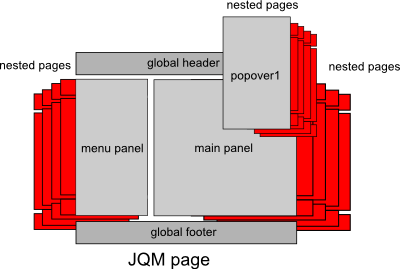 nested pages
nested pages
global header
popover1
nested pages
menu panel
main panel
global footer
JQM page